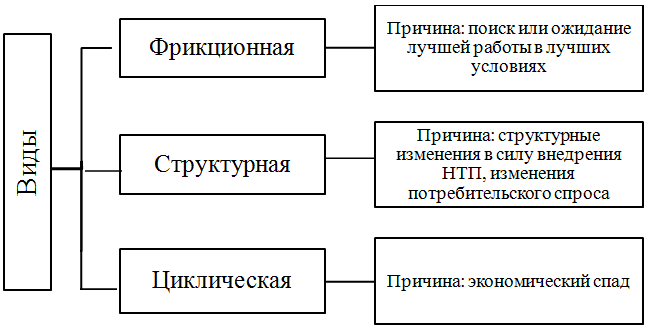 Виды
Фрикционная
Причина: поиск или ожидание
лучшей работы в лучших
условиях
Структурная
Причина: структурные
изменения в силу внедрения
НТП, изменения
потребительского спроса
Циклическая
Причина: экономический спад